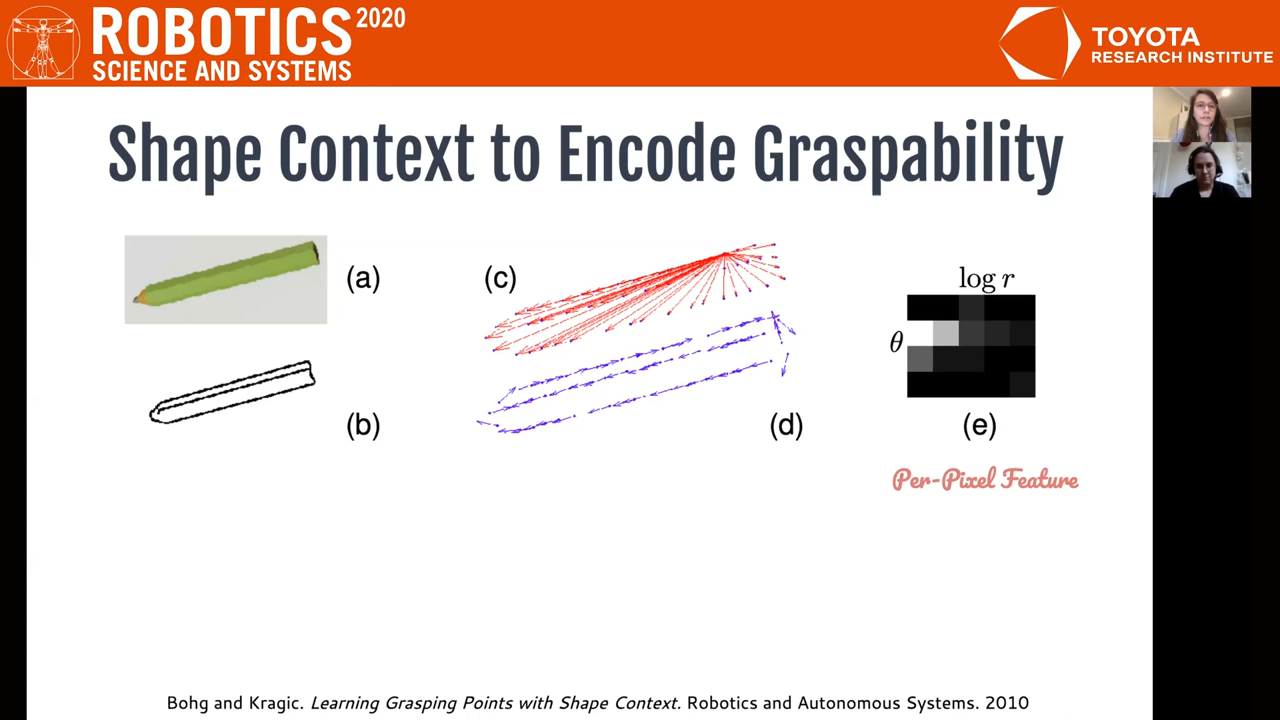 ROBOTICS 2020
SCIENCE AND SYSTEMS
TOYOTA
RESEARCH INSTITUTE
Shape Context to Encode Graspability
(a)
(c)
log r
θ
(b)
(d)
(e)
Per-Pixel Feature
Bohg and Kragic. Learning Grasping Points with Shape Context. Robotics and Autonomous Systems. 2010